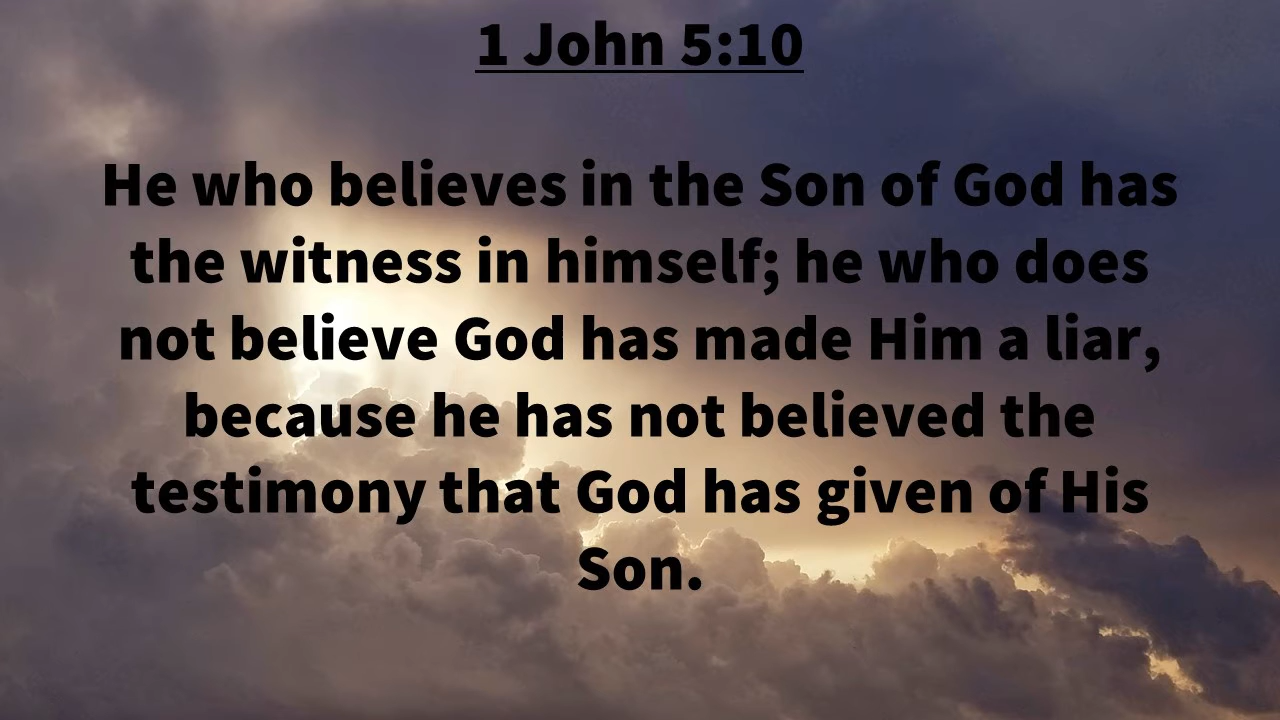 1 John 5:10
He who believes in the Son of God has
the witness in himself; he who does
not believe God has made Him a liar,
because he has not believed the
testimony that God has given of His
Son.